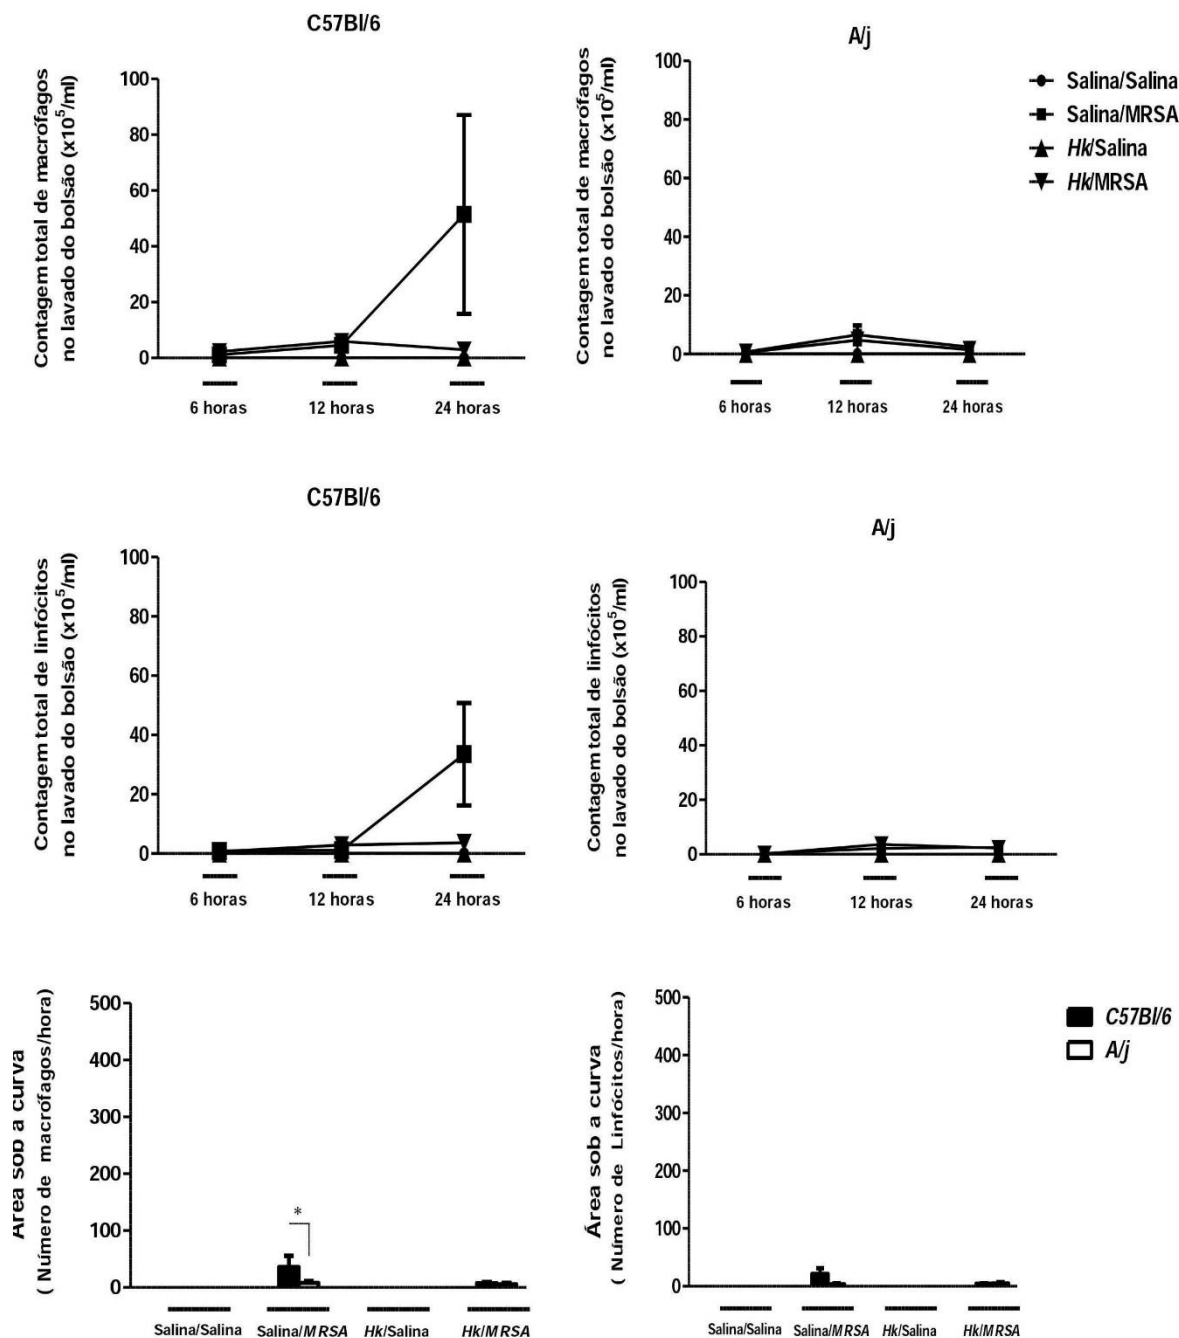 C57Bl/6
Contagem total de macrófagos
no lavado do bolsão (x10⁵/ml)
100
80
60
40
20
0
6 horas
12 horas
24 horas
A/j
Contagem total de macrófagos
no lavado do bolsão (x10⁵/ml)
100
80
60
40
20
0
6 horas
12 horas
24 horas
Salina/Salina
Salina/MRSA
Hk/Salina
Hk/MRSA
C57Bl/6
Contagem total de linfócitos
no lavado do bolsão (x10⁵/ml)
100
80
60
40
20
0
6 horas
12 horas
24 horas
A/j
Contagem total de linfócitos
no lavado do bolsão (x10⁵/ml)
100
80
60
40
20
0
6 horas
12 horas
24 horas
Área sob a curva
( Número de macrófagos/hora)
500
400
300
200
100
0
*
Salina/Salina
Salina/MRSA
Hk/Salina
Hk/MRSA
Área sob a curva
( Número de Linfócitos/hora)
500
400
300
200
100
0
Salina/Salina
Salina/MRSA
Hk/Salina
Hk/MRSA
C57Bl/6
A/j